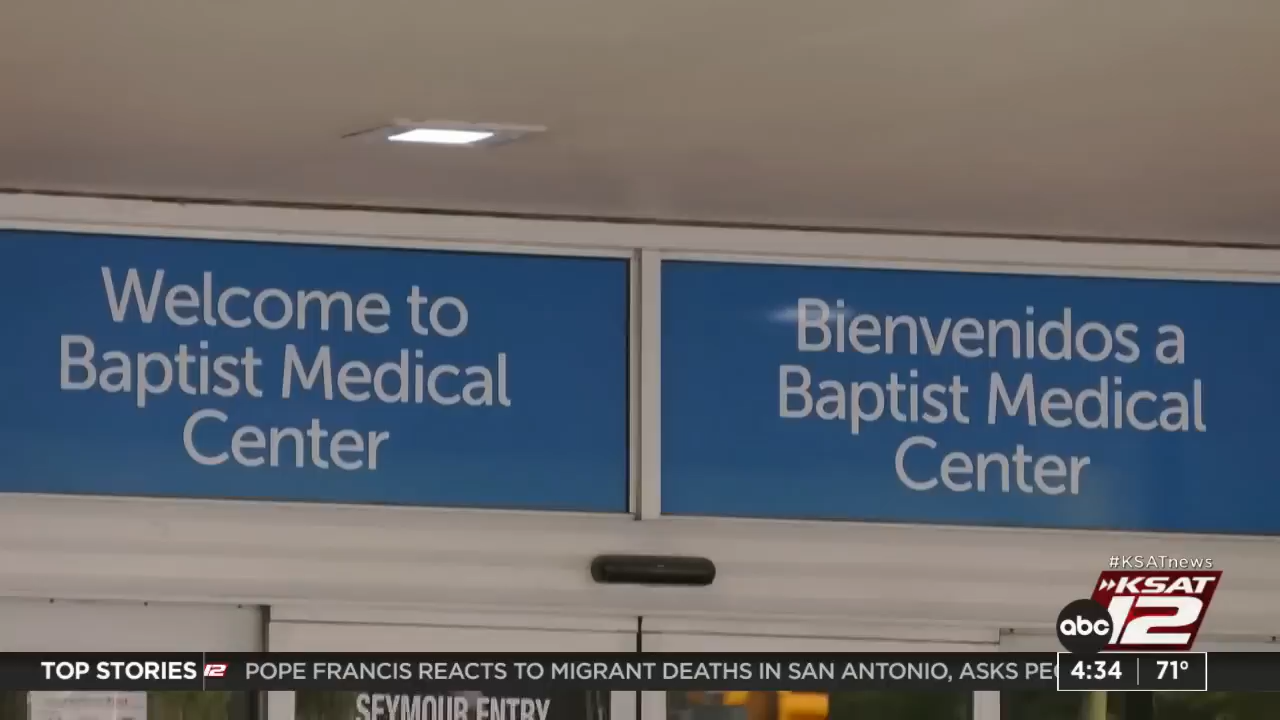 Welcome to
Baptist Medical
Center
Bienvenidos a
Baptist Medical
Center
#KSATnews
KSAT
abc 12
TOP STORIES 12 POPE FRANCIS REACTS TO MIGRANT DEATHS IN SAN ANTONIO, ASKS
4:34 71°
SEYMOUR ENTRY